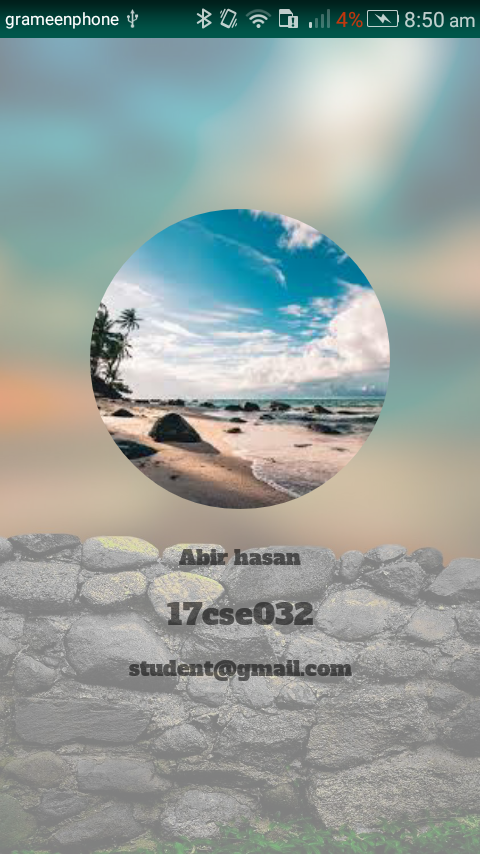 grameenphone 4% 8:50 am
Abir hasan
17cse032
student@gmail.com